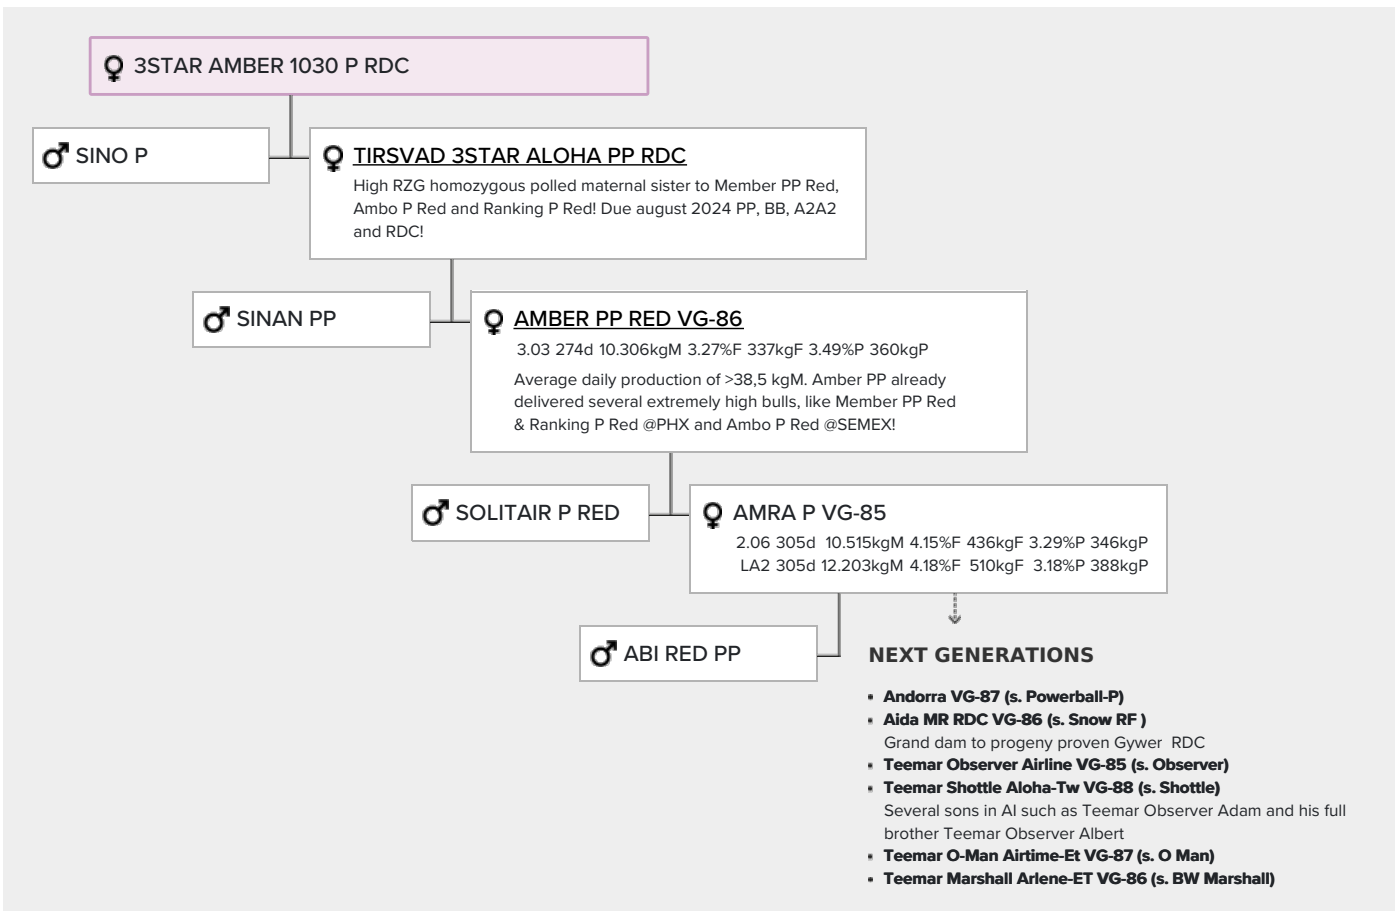 3STAR AMBER 1030 P RDC
SINO P
TIRSVAD 3STAR ALOHA PP RDC
High RZG homozygous polled maternal sister to Member PP Red,
Ambo P Red and Ranking P Red! Due august 2024 PP, BB, A2A2
and RDC!
SINAN PP
AMBER PP RED VG-86
3.03 274d 10.306kgM 3.27%F 337kgF 3.49%P 360kgP
Average daily production of >38,5 kgM. Amber PP already
delivered several extremely high bulls, like Member PP Red
& Ranking P Red @PHX and Ambo P Red @SEMEX!
SOLITAIR P RED
AMRA P VG-85
2.06 305d 10.515kgM 4.15%F 436kgF 3.29%P 346kgP
LA2 305d 12.203kgM 4.18%F 510kgF 3.18%P 388kgP
ABI RED PP
NEXT GENERATIONS
▪ Andorra VG-87 (s. Powerball-P)
▪ Aida MR RDC VG-86 (s. Snow RF )
Grand dam to progeny proven Gywer RDC
▪ Teemar Observer Airline VG-85 (s. Observer)
▪ Teemar Shottle Aloha-Tw VG-88 (s. Shottle)
Several sons in AI such as Teemar Observer Adam and his full
brother Teemar Observer Albert
▪ Teemar O-Man Airtime-Et VG-87 (s. O Man)
▪ Teemar Marshall Arlene-ET VG-86 (s. BW Marshall)